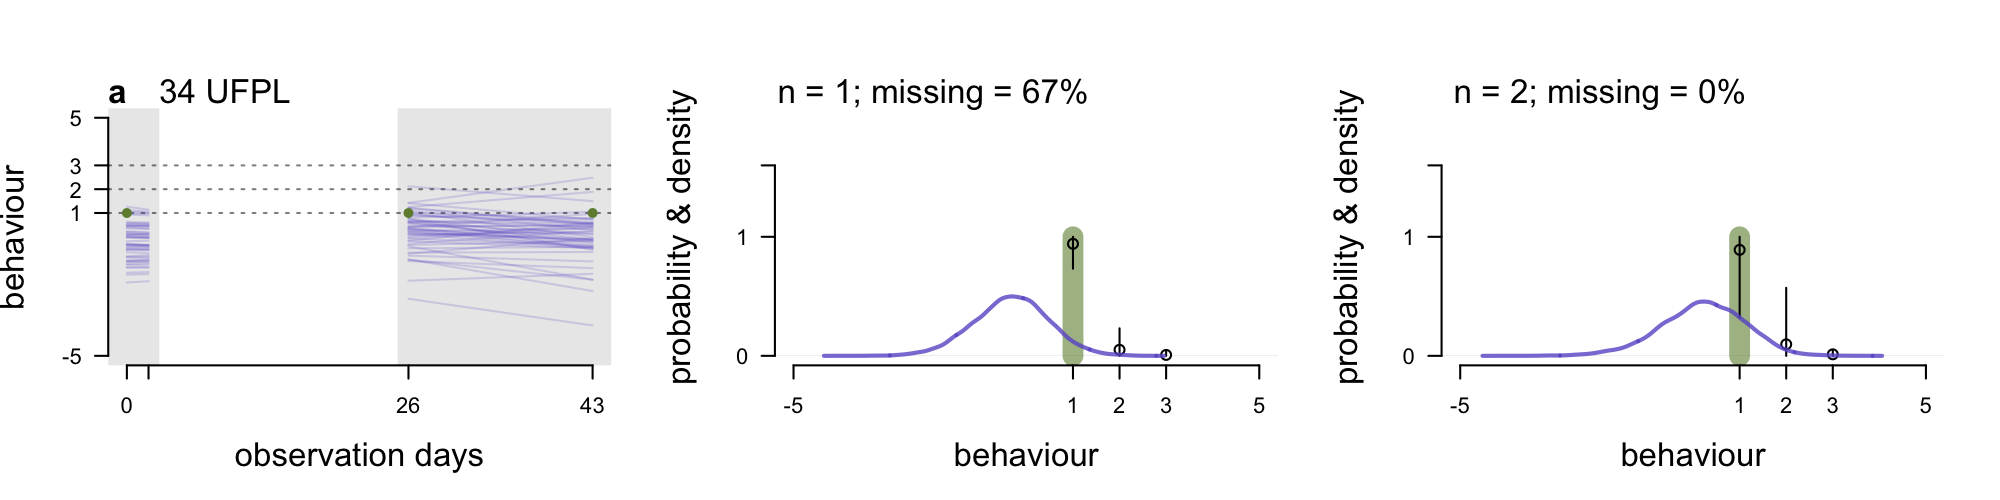 a 34 UFPL
behaviour
5
3
2
1
-5
0 26 43
observation days
n = 1; missing = 67%
probability & density
1
0
-5 1 2 3 5
behaviour
n = 2; missing = 0%
probability & density
1
0
-5 1 2 3 5
behaviour